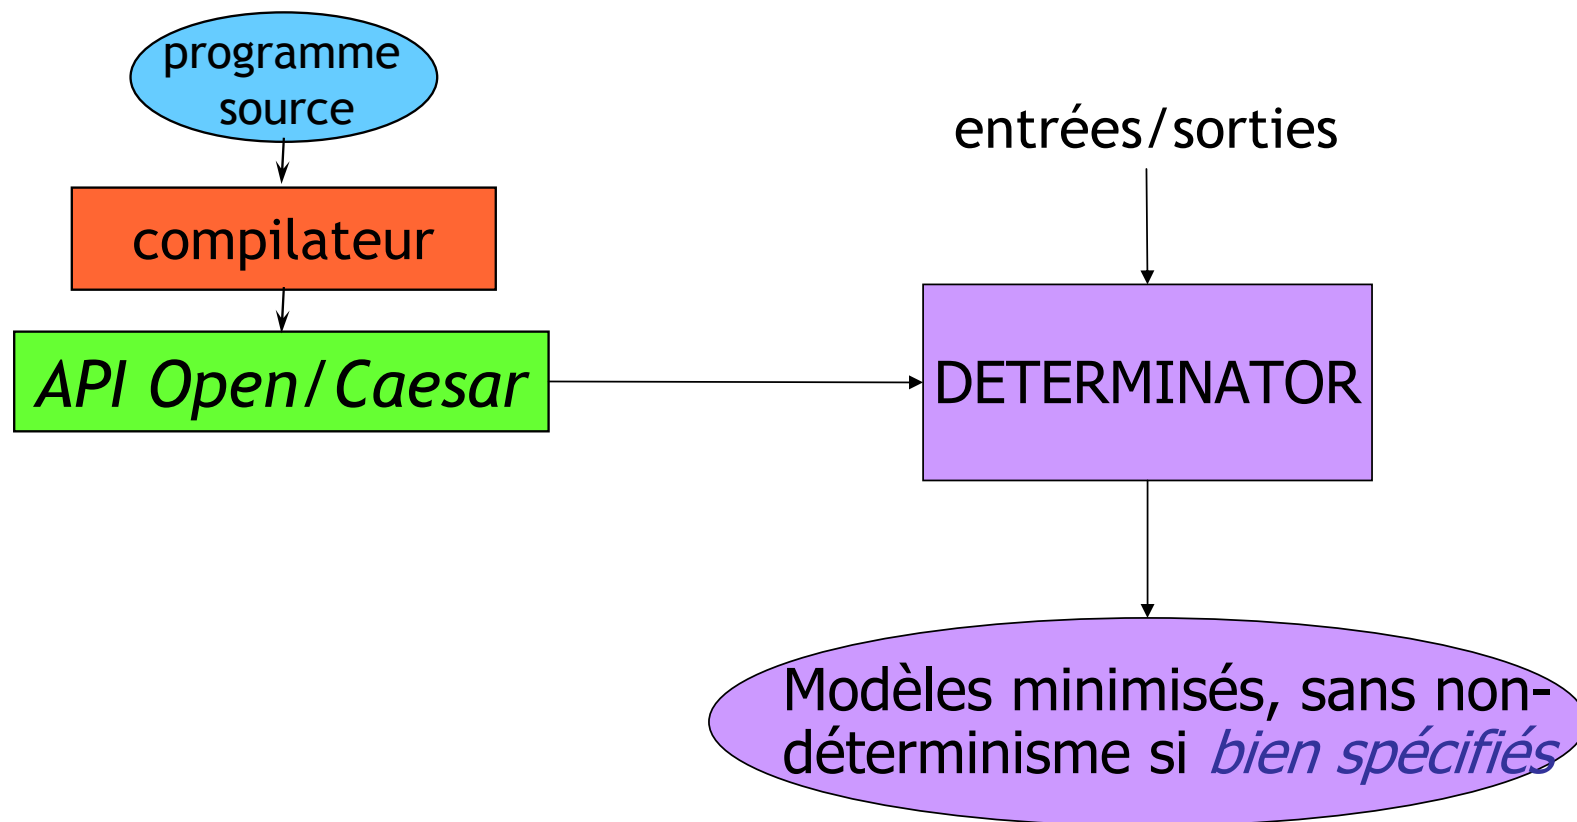 programme
source
entrées/sorties
compilateur
API Open/Caesar
DETERMINATOR
Modèles minimisés, sans non-
déterminisme si bien spécifiés